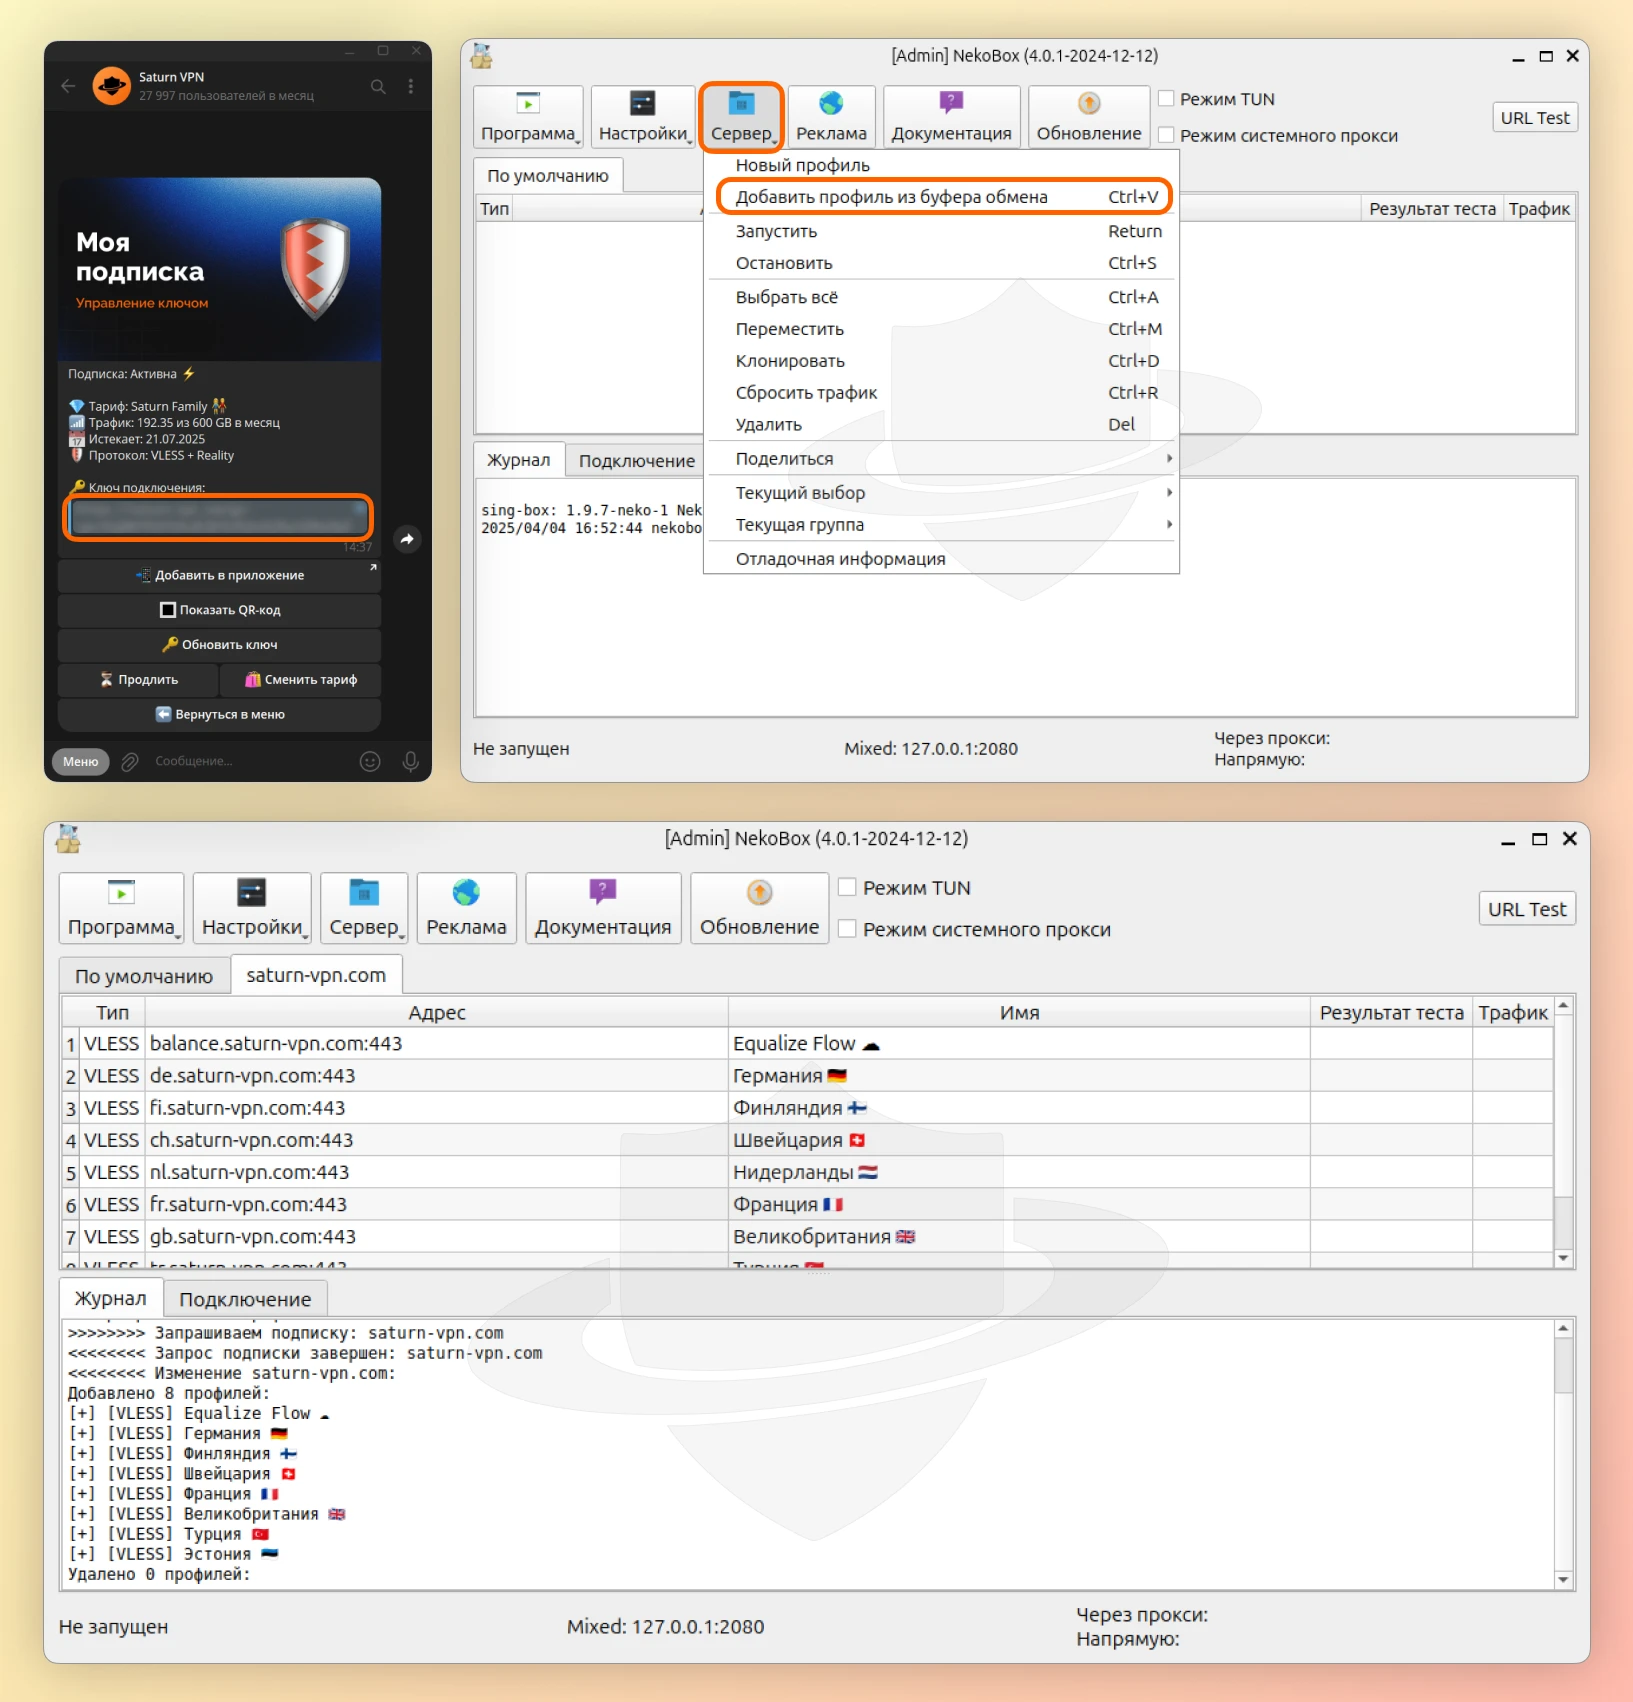 Saturn VPN
27 997 пользователей в месяц
Моя
подписка
Управление ключом
Подписка: Активна ⚡
💎 Тариф: Saturn Family 👫
📊 Трафик: 192.35 из 600 GB в месяц
📅 Истекает: 21.07.2025
🛡 Протокол: VLESS + Reality
🔑 Ключ подключения:
14:37
Добавить в приложение
Показать QR-код
🔑 Обновить ключ
⏳ Продлить
🛍 Сменить тариф
⬅ Вернуться в меню
Меню
Сообщение...
[Admin] NekoBox (4.0.1-2024-12-12)
Программа
Настройки
Сервер
Реклама
Документация
Обновление
Режим TUN
Режим системного прокси
URL Test
По умолчанию
Тип
Результат теста
Трафик
Новый профиль
Добавить профиль из буфера обмена Ctrl+V
Запустить Return
Остановить Ctrl+S
Выбрать всё Ctrl+A
Переместить Ctrl+M
Клонировать Ctrl+D
Сбросить трафик Ctrl+R
Удалить Del
Поделиться
Текущий выбор
Текущая группа
Отладочная информация
Журнал
Подключение
sing-box: 1.9.7-neko-1 Nek
2025/04/04 16:52:44 nekobo
Не запущен
Mixed: 127.0.0.1:2080
Через прокси:
Напрямую:
[Admin] NekoBox (4.0.1-2024-12-12)
Программа
Настройки
Сервер
Реклама
Документация
Обновление
Режим TUN
Режим системного прокси
URL Test
По умолчанию
saturn-vpn.com
Тип Адрес Имя Результат теста Трафик
1 VLESS balance.saturn-vpn.com:443 Equalize Flow ☁
2 VLESS de.saturn-vpn.com:443 Германия 🇩🇪
3 VLESS fi.saturn-vpn.com:443 Финляндия 🇫🇮
4 VLESS ch.saturn-vpn.com:443 Швейцария 🇨🇭
5 VLESS nl.saturn-vpn.com:443 Нидерланды 🇳🇱
6 VLESS fr.saturn-vpn.com:443 Франция 🇫🇷
7 VLESS gb.saturn-vpn.com:443 Великобритания 🇬🇧
8 VLESS tr.saturn-vpn.com:443 Турция 🇹🇷
Журнал
Подключение
>>>>>>>> Запрашиваем подписку: saturn-vpn.com
<<<<<<<< Запрос подписки завершен: saturn-vpn.com
<<<<<<<< Изменение saturn-vpn.com:
Добавлено 8 профилей:
[+] [VLESS] Equalize Flow ☁
[+] [VLESS] Германия 🇩🇪
[+] [VLESS] Финляндия 🇫🇮
[+] [VLESS] Швейцария 🇨🇭
[+] [VLESS] Франция 🇫🇷
[+] [VLESS] Великобритания 🇬🇧
[+] [VLESS] Турция 🇹🇷
[+] [VLESS] Эстония 🇪🇪
Удалено 0 профилей:
Не запущен
Mixed: 127.0.0.1:2080
Через прокси:
Напрямую: